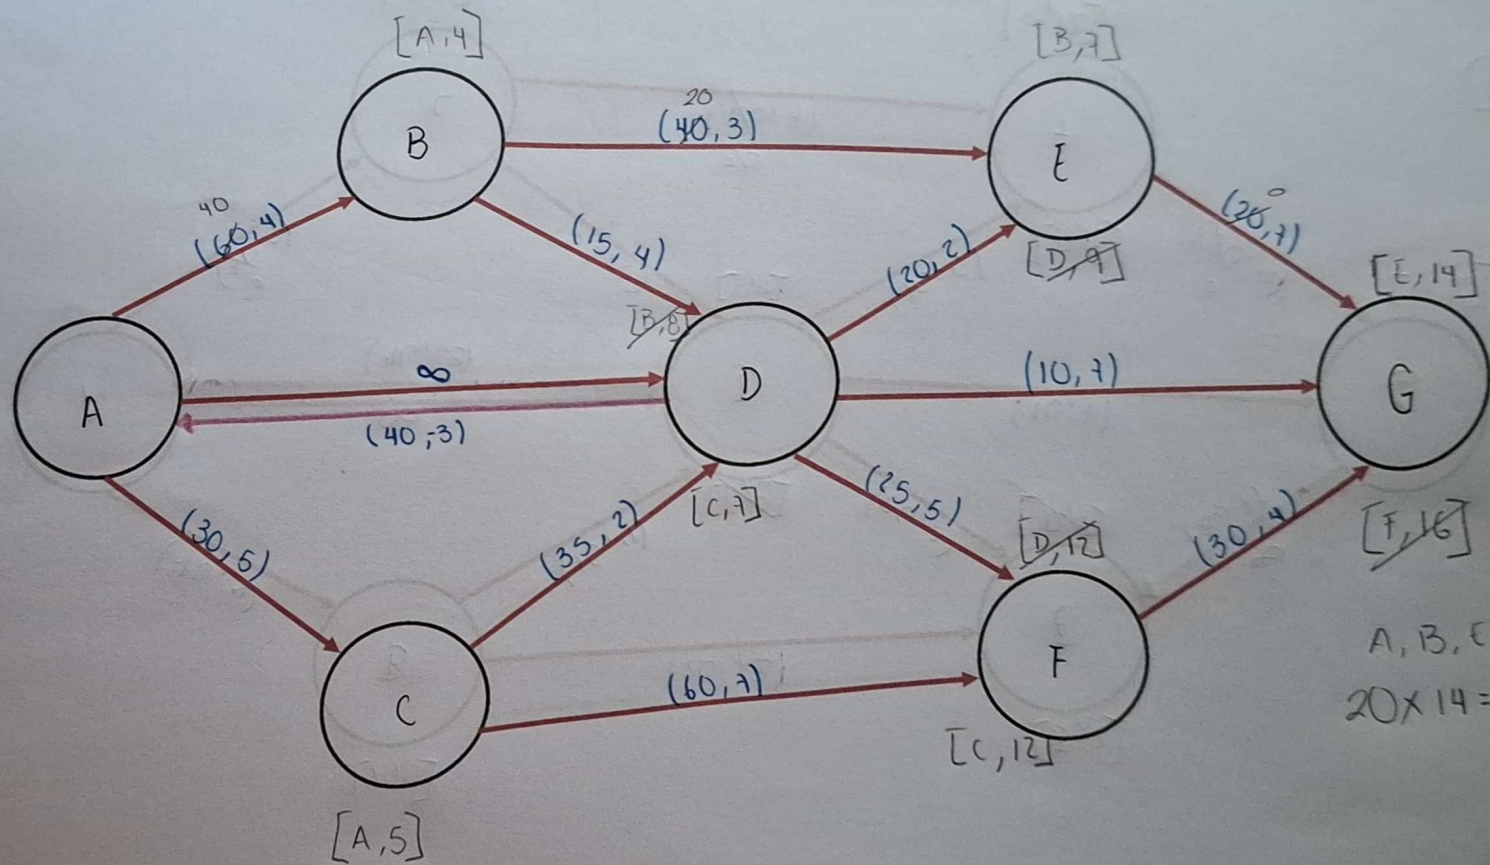 [A,4]
[B,7]
B
20
(40,3)
E
40
(60,4)
(15, 4)
(20,2)
0
(20,7)
[D,9]
[E,14]
[B,8]
A
∞
D
(10,7)
G
(40,-3)
(30,5)
(35,2)
[C,7]
(25,5)
[D,12]
(30,4)
[F,16]
C
(60,7)
F
[C,12]
A, B, E
20×14=
[A,5]